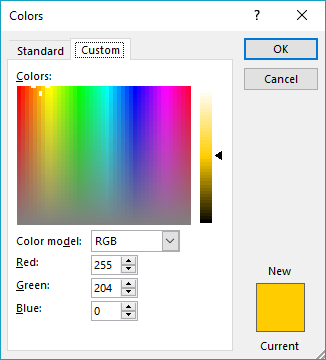 Colors
?
Standard
Custom
OK
Cancel
Colors:
Color model:
RGB
Red:
255
Green:
204
Blue:
0
New
Current